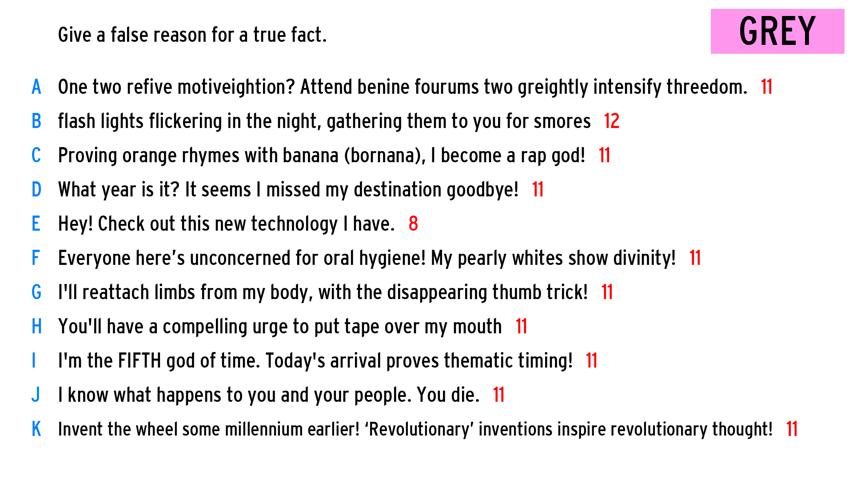 Give a false reason for a true fact.
GREY
A One two refive motiveightion? Attend benine fourums two greightly intensify threedom. 11
B flash lights flickering in the night, gathering them to you for smores 12
C Proving orange rhymes with banana (bornana), I become a rap god! 11
D What year is it? It seems I missed my destination goodbye! 11
E Hey! Check out this new technology I have. 8
F Everyone here's unconcerned for oral hygiene! My pearly whites show divinity! 11
G I'll reattach limbs from my body, with the disappearing thumb trick! 11
H You'll have a compelling urge to put tape over my mouth 11
I I'm the FIFTH god of time. Today's arrival proves thematic timing! 11
J I know what happens to you and your people. You die. 11
K Invent the wheel some millennium earlier! ‘Revolutionary’ inventions inspire revolutionary thought! 11